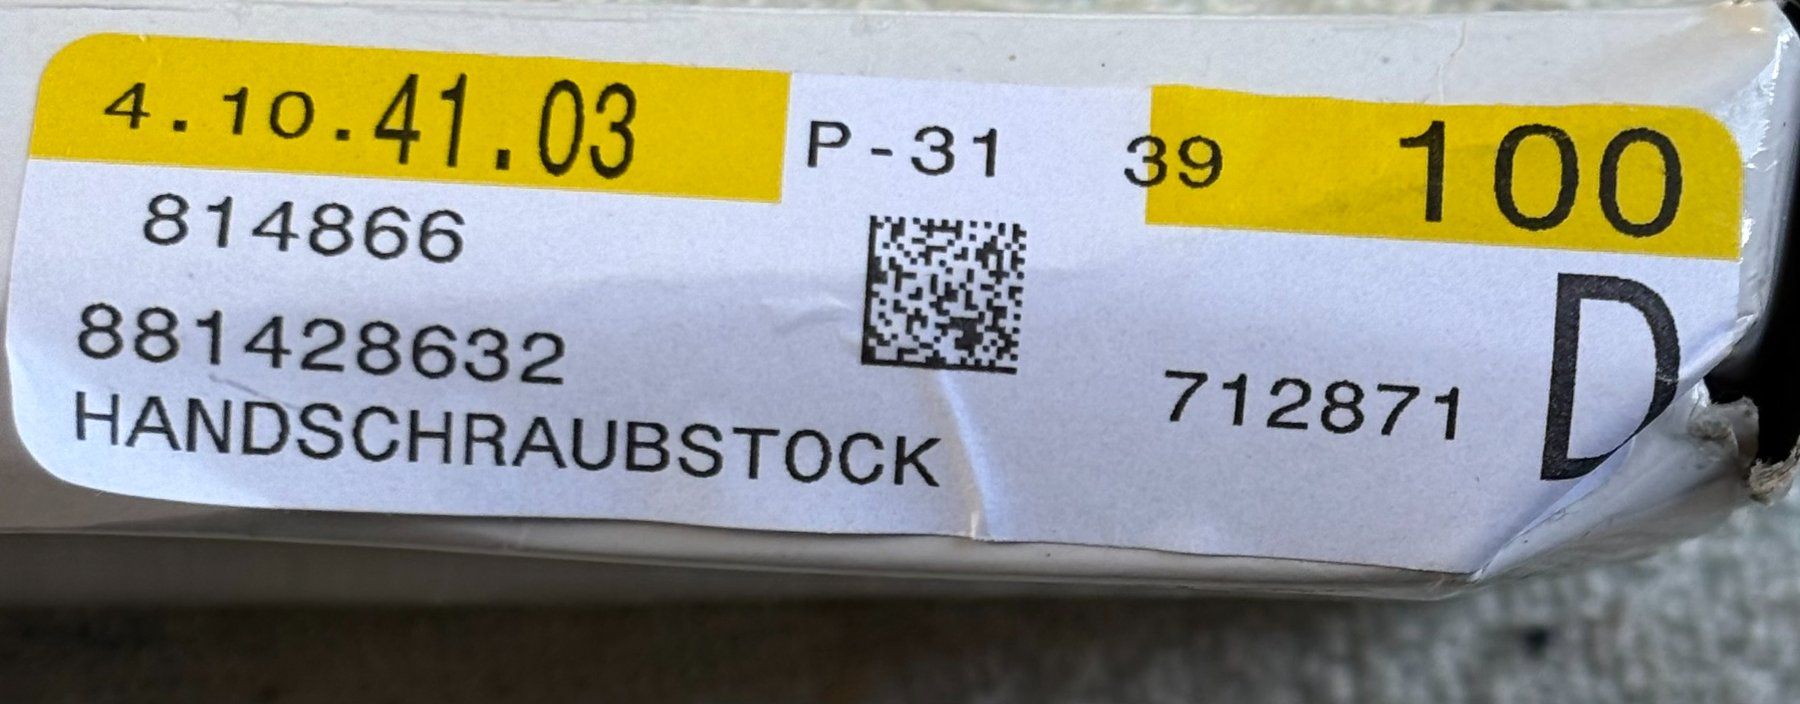 4.10.41.03 P-31 39 100
814866
881428632 712871 D
HANDSCHRAUBSTOCK